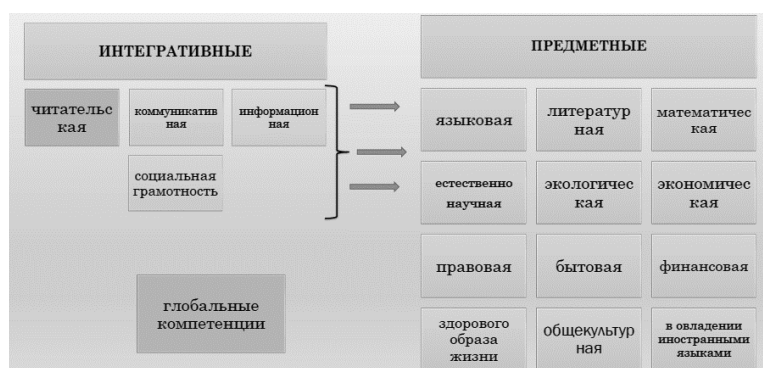 ИНТЕГРАТИВНЫЕ
читательс
кая
коммуникатив
ная
информацион
ная
социальная
грамотность
глобальные
компетенции
ПРЕДМЕТНЫЕ
языковая
литератур
ная
математичес
кая
естественно
научная
экологичес
кая
экономичес
кая
правовая
бытовая
финансовая
здорового
образа
жизни
общекультур
ная
в овладении
иностранными
языками